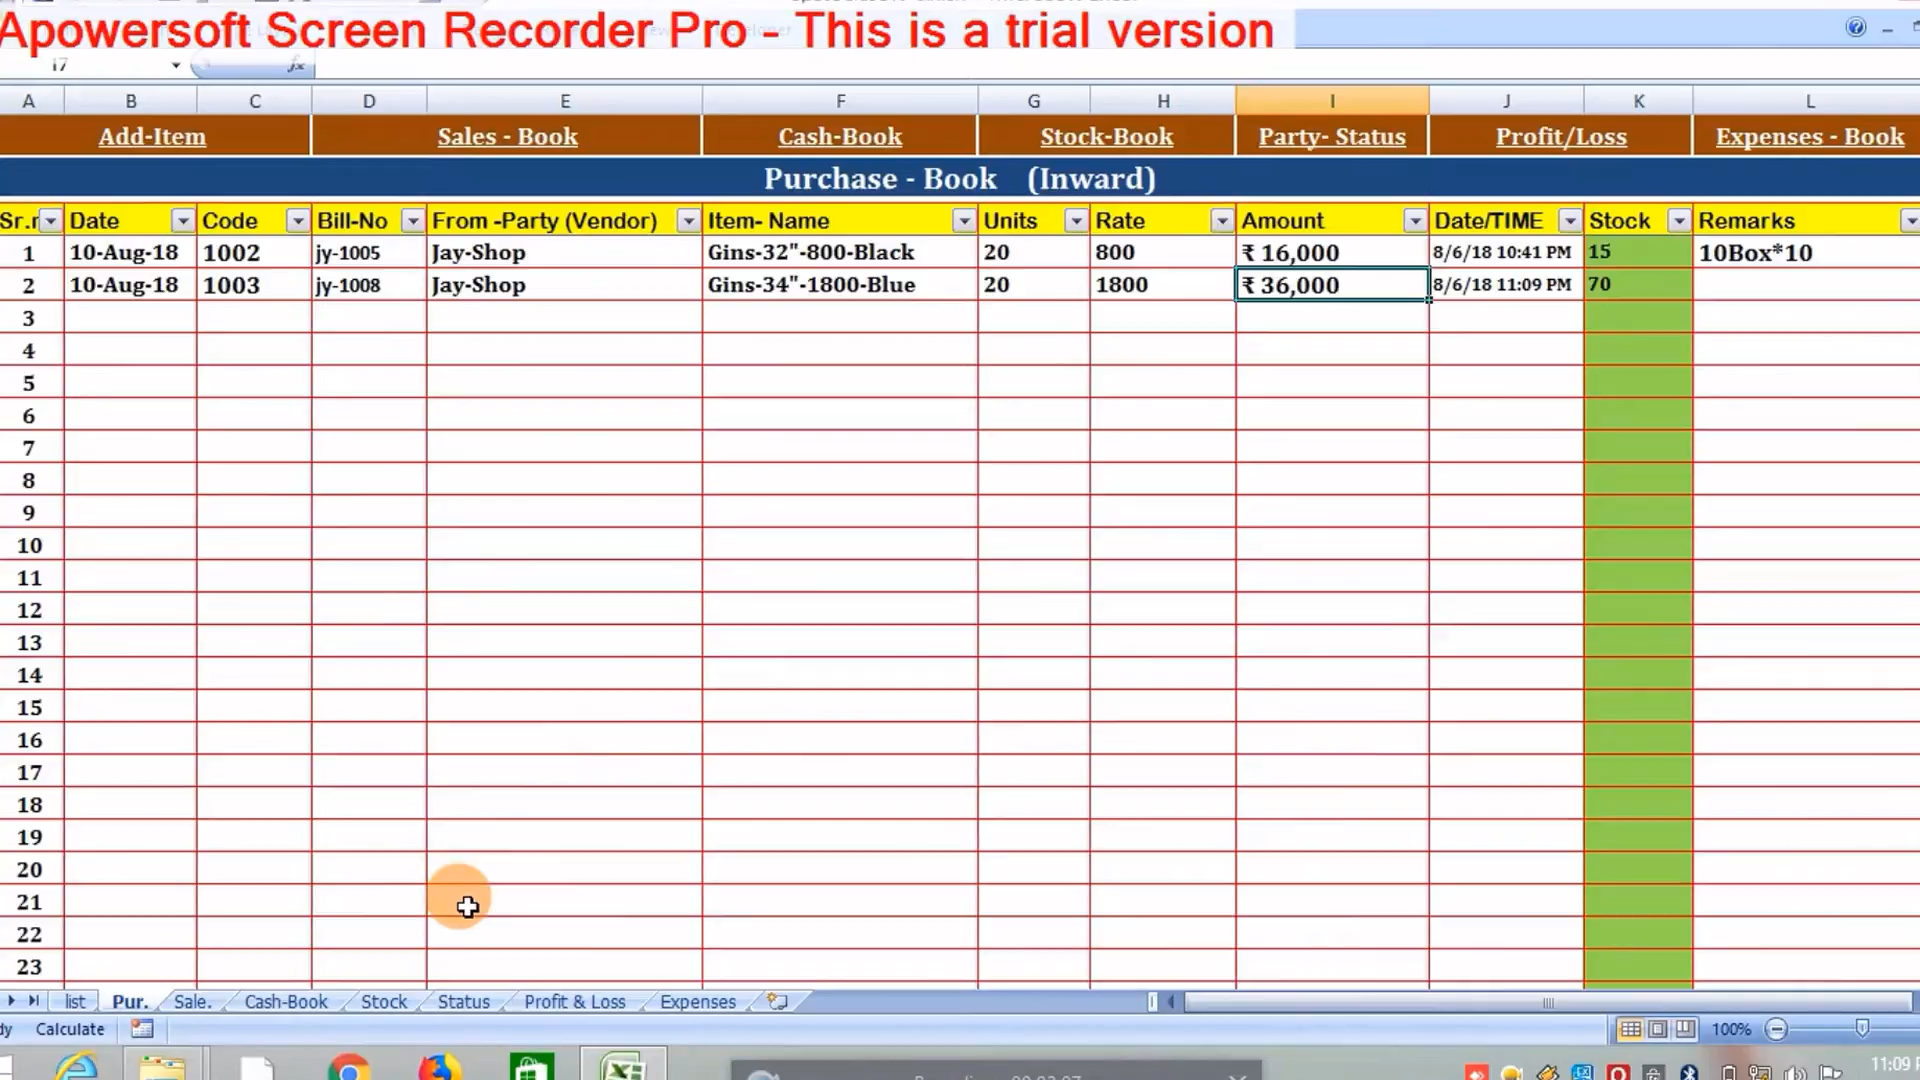 Apowersoft Screen Recorder Pro - This is a trial version
I7 fx
A B C D E F G H I J K L
Add-Item Sales - Book Cash-Book Stock-Book Party- Status Profit/Loss Expenses - Book
Purchase - Book (Inward)
Date Code Bill-No From -Party (Vendor) Item- Name Units Rate Amount Date/TIME Stock Remarks
1 10-Aug-18 1002 jy-1005 Jay-Shop Gins-32"-800-Black 20 800 ₹ 16,000 8/6/18 10:41 PM 15 10Box*10
2 10-Aug-18 1003 jy-1008 Jay-Shop Gins-34"-1800-Blue 20 1800 ₹ 36,000 8/6/18 11:09 PM 70
3
4
5
6
7
8
9
10
11
12
13
14
15
16
17
18
19
20
21
22
23
list Pur. Sale. Cash-Book Stock Status Profit & Loss Expenses
Calculate 100%
11:09